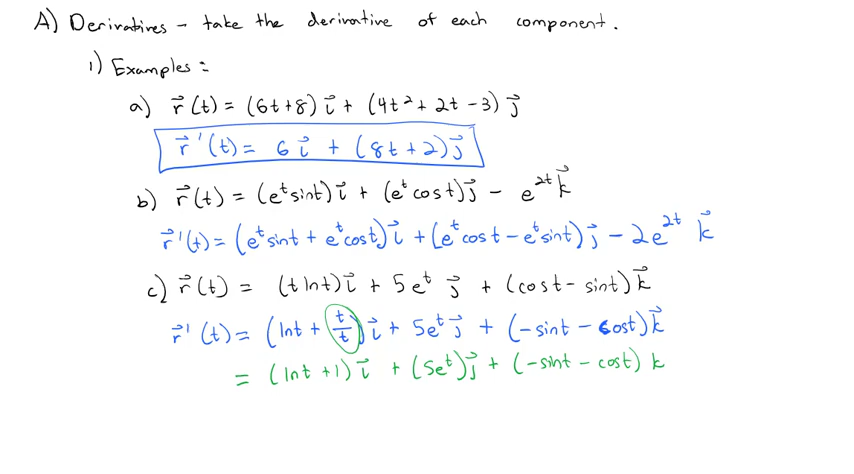 A) Derivatives - take the derivative of each component.
1) Examples:
a) r⃗(t) = (6t+8) i⃗ + (4t² + 2t - 3) j⃗
r⃗'(t) = 6 i⃗ + (8t + 2) j⃗
b) r⃗(t) = (eᵗ sint) i⃗ + (eᵗ cost) j⃗ - e²ᵗ k⃗
r⃗'(t) = (eᵗ sint + eᵗ cost) i⃗ + (eᵗ cost - eᵗ sint) j⃗ - 2e²ᵗ k⃗
c) r⃗(t) = (t lnt) i⃗ + 5eᵗ j⃗ + (cost - sint) k⃗
r⃗'(t) = (lnt + t/t) i⃗ + 5eᵗ j⃗ + (-sint - cost) k⃗
= (lnt + 1) i⃗ + (5eᵗ) j⃗ + (-sint - cost) k